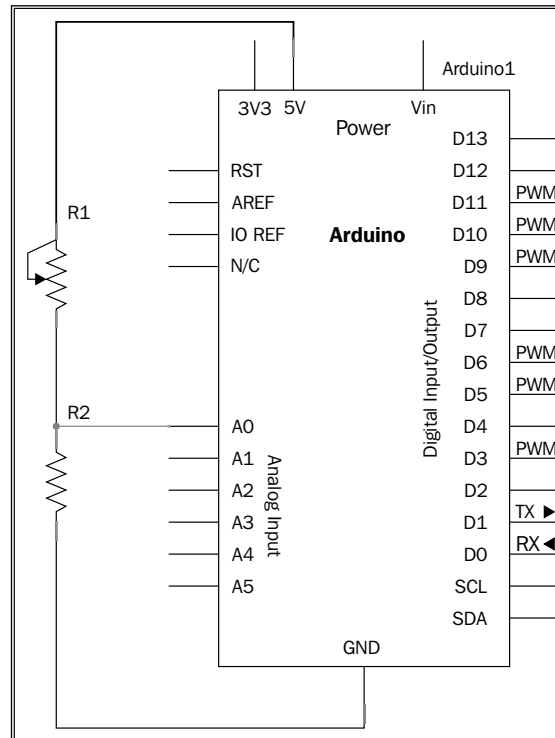 Arduino1
3V3 5V Vin
Power
Arduino
R1
R2
RST
AREF
IO REF
N/C
A0
A1
A2
A3
A4
A5
Analog Input
Digital Input/Output
D13
D12
D11 PWM
D10 PWM
D9 PWM
D8
D7
D6 PWM
D5 PWM
D4
D3 PWM
D2
D1 TX
D0 RX
SCL
SDA
GND